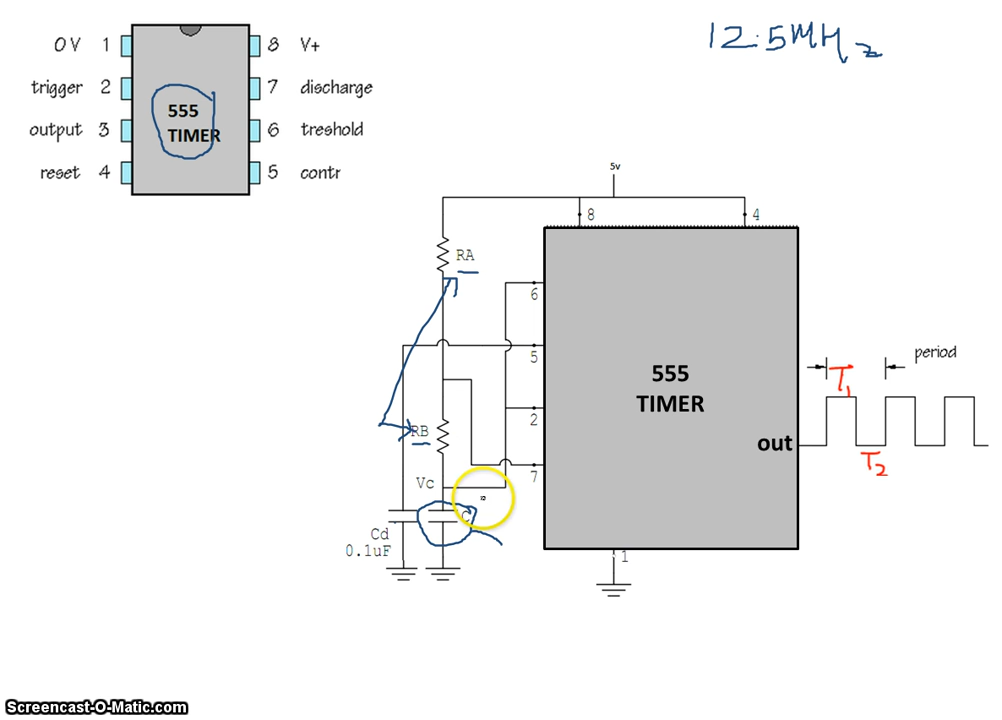 12.5MHz
0V 1
8 V+
trigger 2
7 discharge
555
TIMER
output 3
6 treshold
reset 4
5 contr
5v
8
4
RA
6
5
period
T1
555
TIMER
2
RB
out
T2
7
Vc
C
Cd
0.1uF
1
Screencast-O-Matic.com